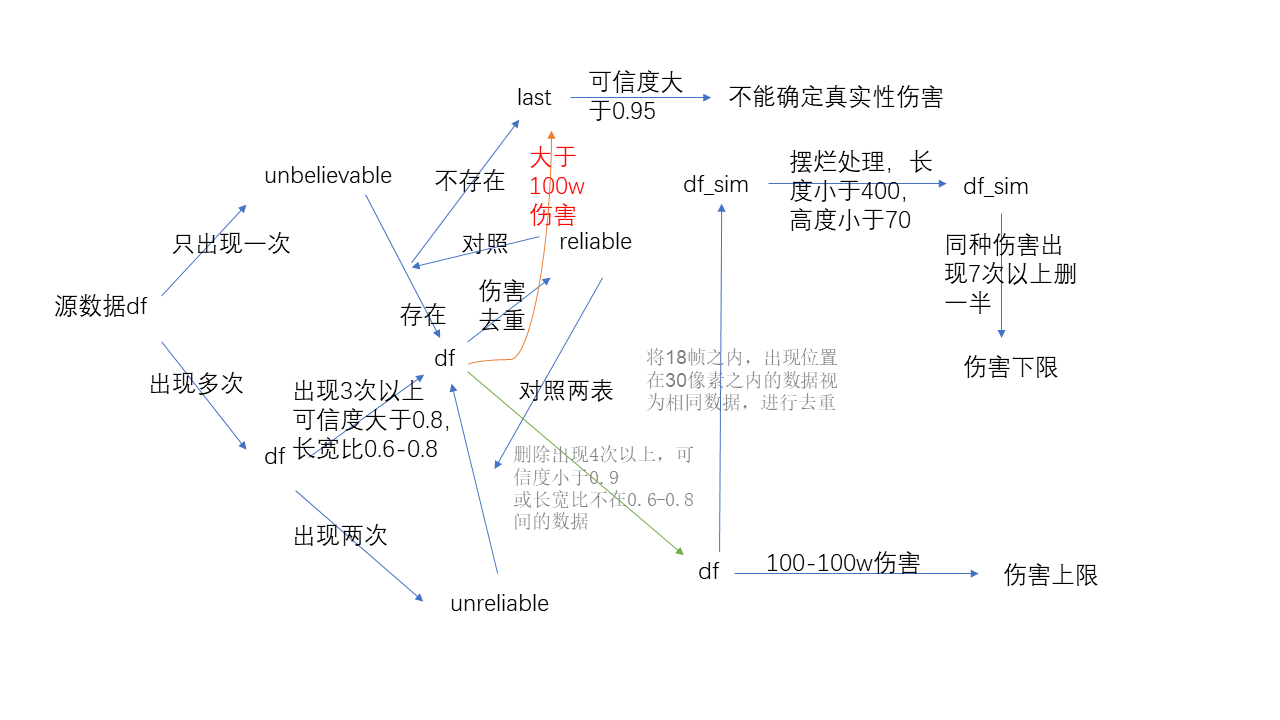 last
可信度大
于0.95
不能确定真实性伤害
unbelievable
不存在
大于
100w
伤害
df_sim
摆烂处理，长
度小于400，
高度小于70
df_sim
只出现一次
对照
reliable
同种伤害出
现7次以上删
一半
源数据df
存在
伤害
去重
df
将18帧之内，出现位置
在30像素之内的数据视
为相同数据，进行去重
伤害下限
出现多次
出现3次以上
可信度大于0.8，
长宽比0.6-0.8
对照两表
df
删除出现4次以上，可
信度小于0.9
或长宽比不在0.6-0.8
间的数据
出现两次
unreliable
df
100-100w伤害
伤害上限